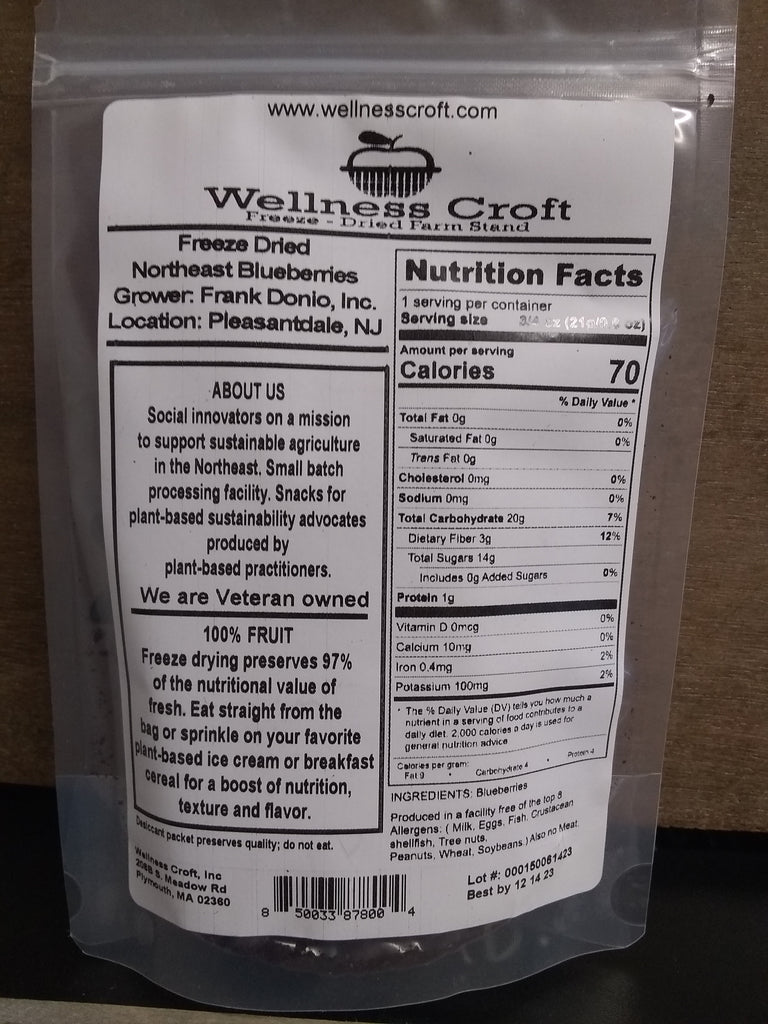 www.wellnesscroft.com
Wellness Croft
Freeze - Dried Farm Stand
Freeze Dried
Northeast Blueberries
Grower: Frank Donio, Inc.
Location: Pleasantdale, NJ
ABOUT US
Social innovators on a mission
to support sustainable agriculture
in the Northeast. Small batch
processing facility. Snacks for
plant-based sustainability advocates
produced by
plant-based practitioners.
We are Veteran owned
100% FRUIT
Freeze drying preserves 97%
of the nutritional value of
fresh. Eat straight from the
bag or sprinkle on your favorite
plant-based ice cream or breakfast
cereal for a boost of nutrition,
texture and flavor.
Desiccant packet preserves quality; do not eat.
Wellness Croft, Inc
S. Meadow Rd
Plymouth, MA 02360
8 50033 87800 4
Nutrition Facts
1 serving per container
Serving size 3/4 oz
Amount per serving
Calories 70
% Daily Value *
Total Fat 0g 0%
Saturated Fat 0g 0%
Trans Fat 0g
Cholesterol 0mg 0%
Sodium 0mg 0%
Total Carbohydrate 20g 7%
Dietary Fiber 3g 12%
Total Sugars 14g
Includes 0g Added Sugars 0%
Protein 1g
Vitamin D 0mcg 0%
Calcium 10mg 0%
Iron 0.4mg 2%
Potassium 100mg 2%
* The % Daily Value (DV) tells you how much a
nutrient in a serving of food contributes to a
daily diet. 2,000 calories a day is used for
general nutrition advice
Calories per gram:
Fat 9 • Carbohydrate 4 • Protein 4
INGREDIENTS: Blueberries
Produced in a facility free of the top 8
Allergens: ( Milk, Eggs, Fish, Crustacean
shellfish, Tree nuts,
Peanuts, Wheat, Soybeans.) Also no Meat.
Lot #: 000150061423
Best by 12 14 23